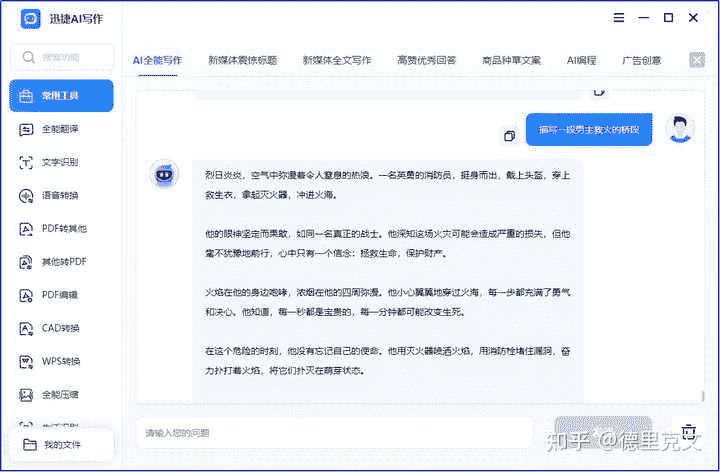 迅捷AI写作
搜索功能
AI全能写作 新媒体震惊标题 新媒体全文写作 高赞优秀回答 商品种草文案 AI编程 广告创意
常用工具
全能翻译
文字识别
语音转换
PDF转其他
其他转PDF
PDF编辑
CAD转换
WPS转换
全能压缩
我的文件
描写一段男主救火的桥段
烈日炎炎，空气中弥漫着令人窒息的热浪。一名英勇的消防员，挺身而出，戴上头盔，穿上
救生衣，拿起灭火器，冲进火海。
他的眼神坚定而果敢，如同一名真正的战士。他深知这场火灾可能会造成严重的损失，但他
毫不犹豫地前行，心中只有一个信念：拯救生命，保护财产。
火焰在他的身边咆哮，浓烟在他的四周弥漫。他小心翼翼地穿过火海，每一步都充满了勇气
和决心。他知道，每一秒都是宝贵的，每一分钟都可能改变生死。
在这个危险的时刻，他没有忘记自己的使命。他用灭火器喷洒火焰，用消防栓堵住漏洞，奋
力扑打着火焰，将它们扑灭在萌芽状态。
请输入您的问题
知乎 @德里克文